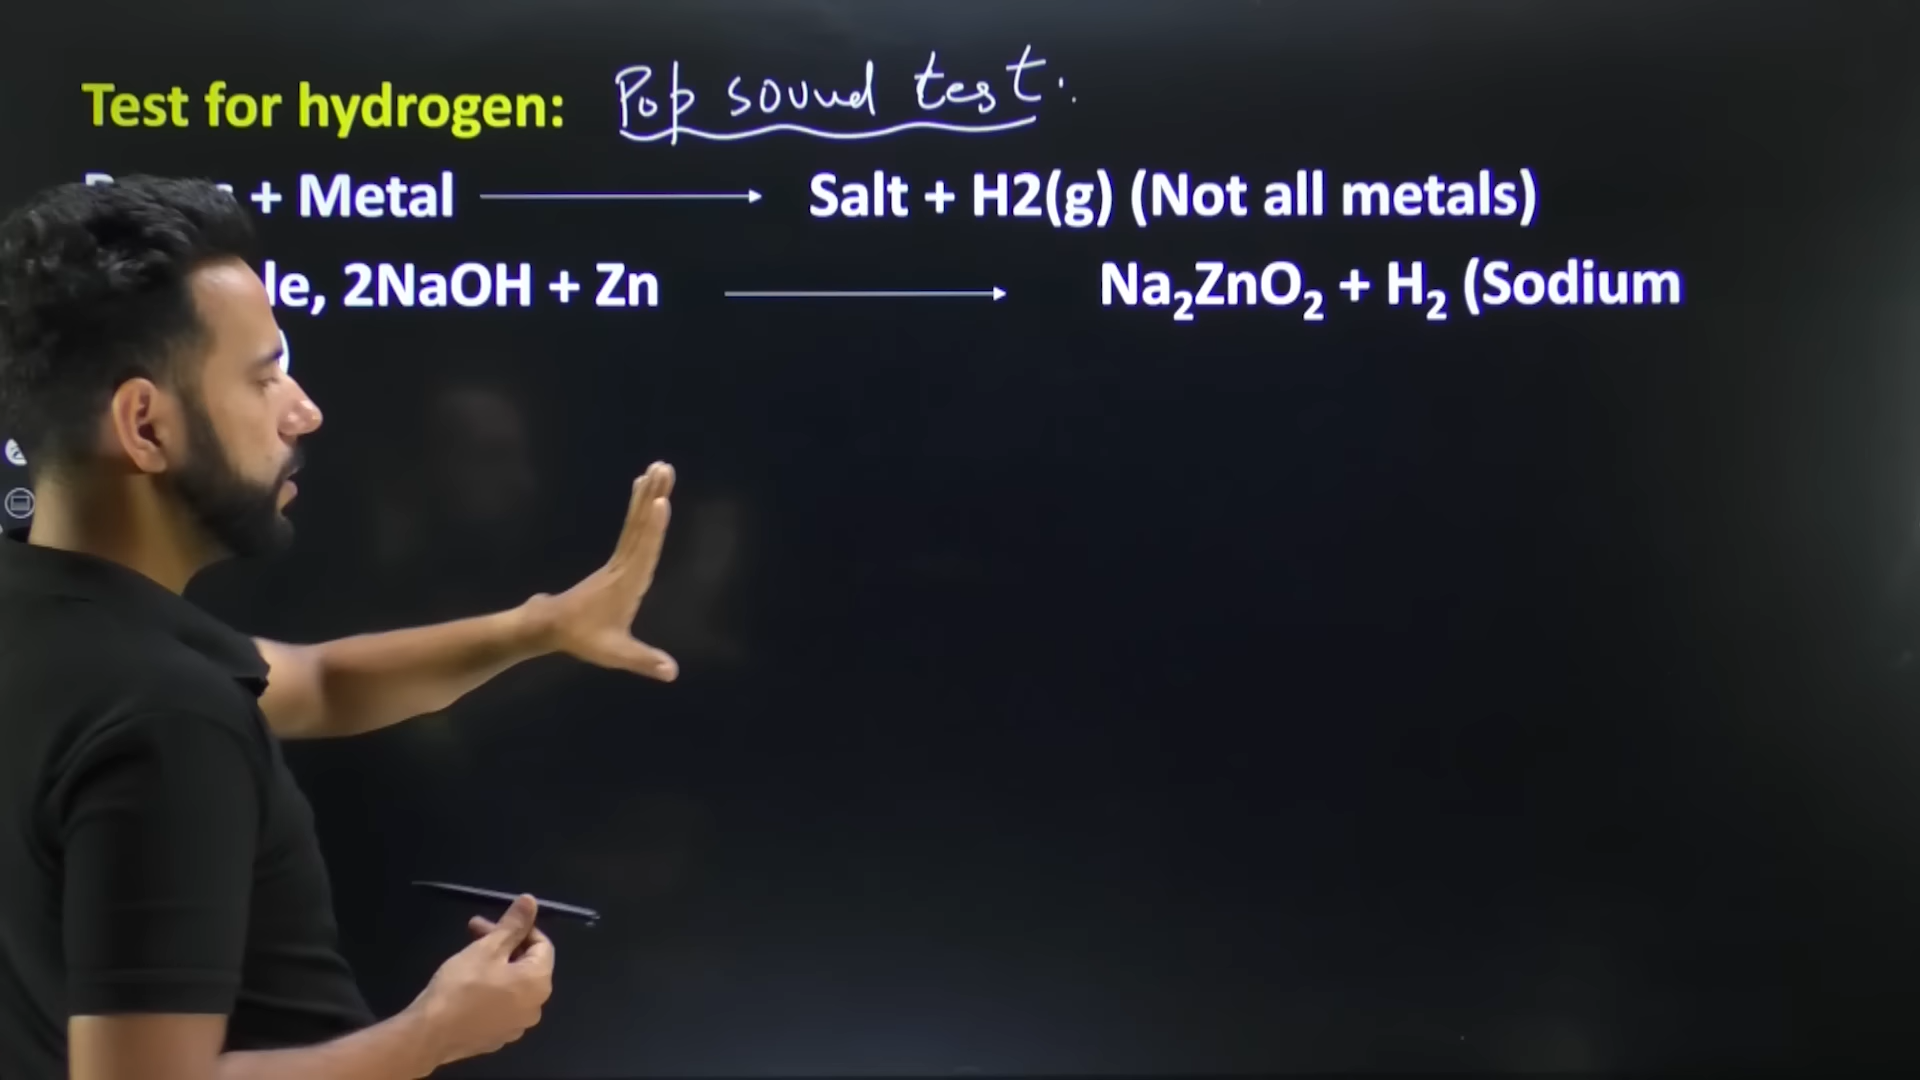 Test for hydrogen: Pop sound test.
+ Metal → Salt + H2(g) (Not all metals)
le, 2NaOH + Zn → Na₂ZnO₂ + H₂ (Sodium
)